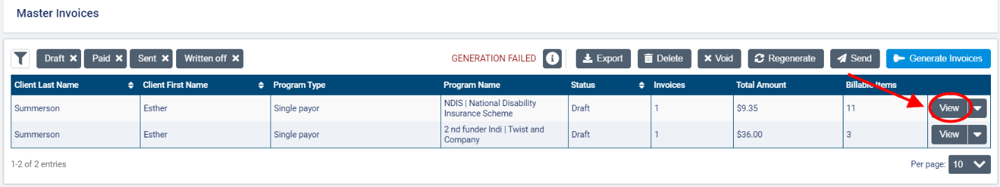 Master Invoices
Draft × Paid × Sent × Written off × GENERATION FAILED Export Delete × Void Regenerate Send Generate Invoices
Client Last Name Client First Name Program Type Program Name Status Invoices Total Amount Billable Items
Summerson Esther Single payor NDIS | National Disability Insurance Scheme Draft 1 $9.35 11 View
Summerson Esther Single payor 2 nd funder Indi | Twist and Company Draft 1 $36.00 3 View
1-2 of 2 entries Per page: 10